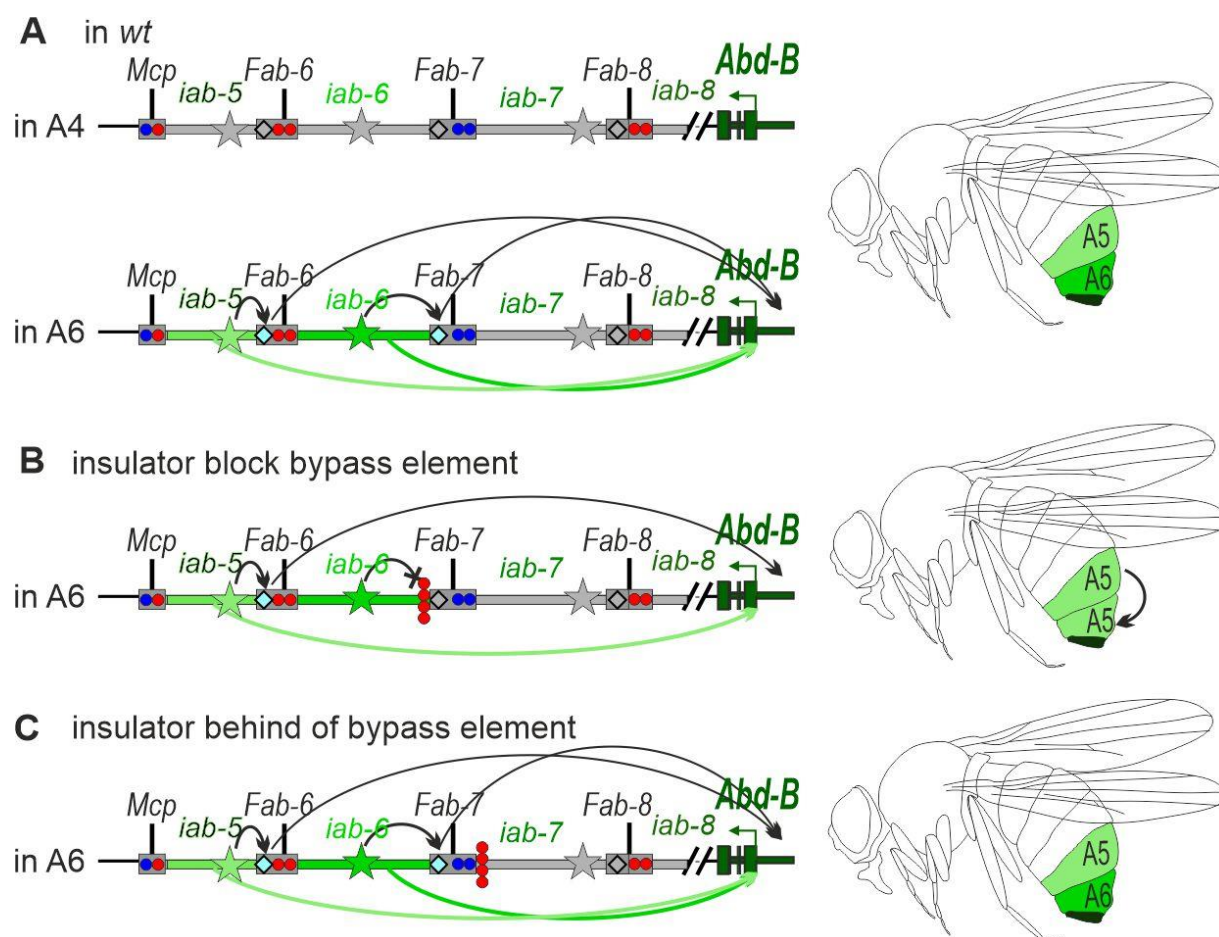 A in wt
Abd-B
Mcp Fab-6 Fab-7 Fab-8
iab-5 iab-6 iab-7 iab-8
in A4
Abd-B
Mcp Fab-6 Fab-7 Fab-8
iab-5 iab-6 iab-7 iab-8
in A6
A5
A6
B insulator block bypass element
Abd-B
Mcp Fab-6 Fab-7 Fab-8
iab-5 iab-6 iab-7 iab-8
in A6
A5
A5
C insulator behind of bypass element
Abd-B
Mcp Fab-6 Fab-7 Fab-8
iab-5 iab-6 iab-7 iab-8
in A6
A5
A6